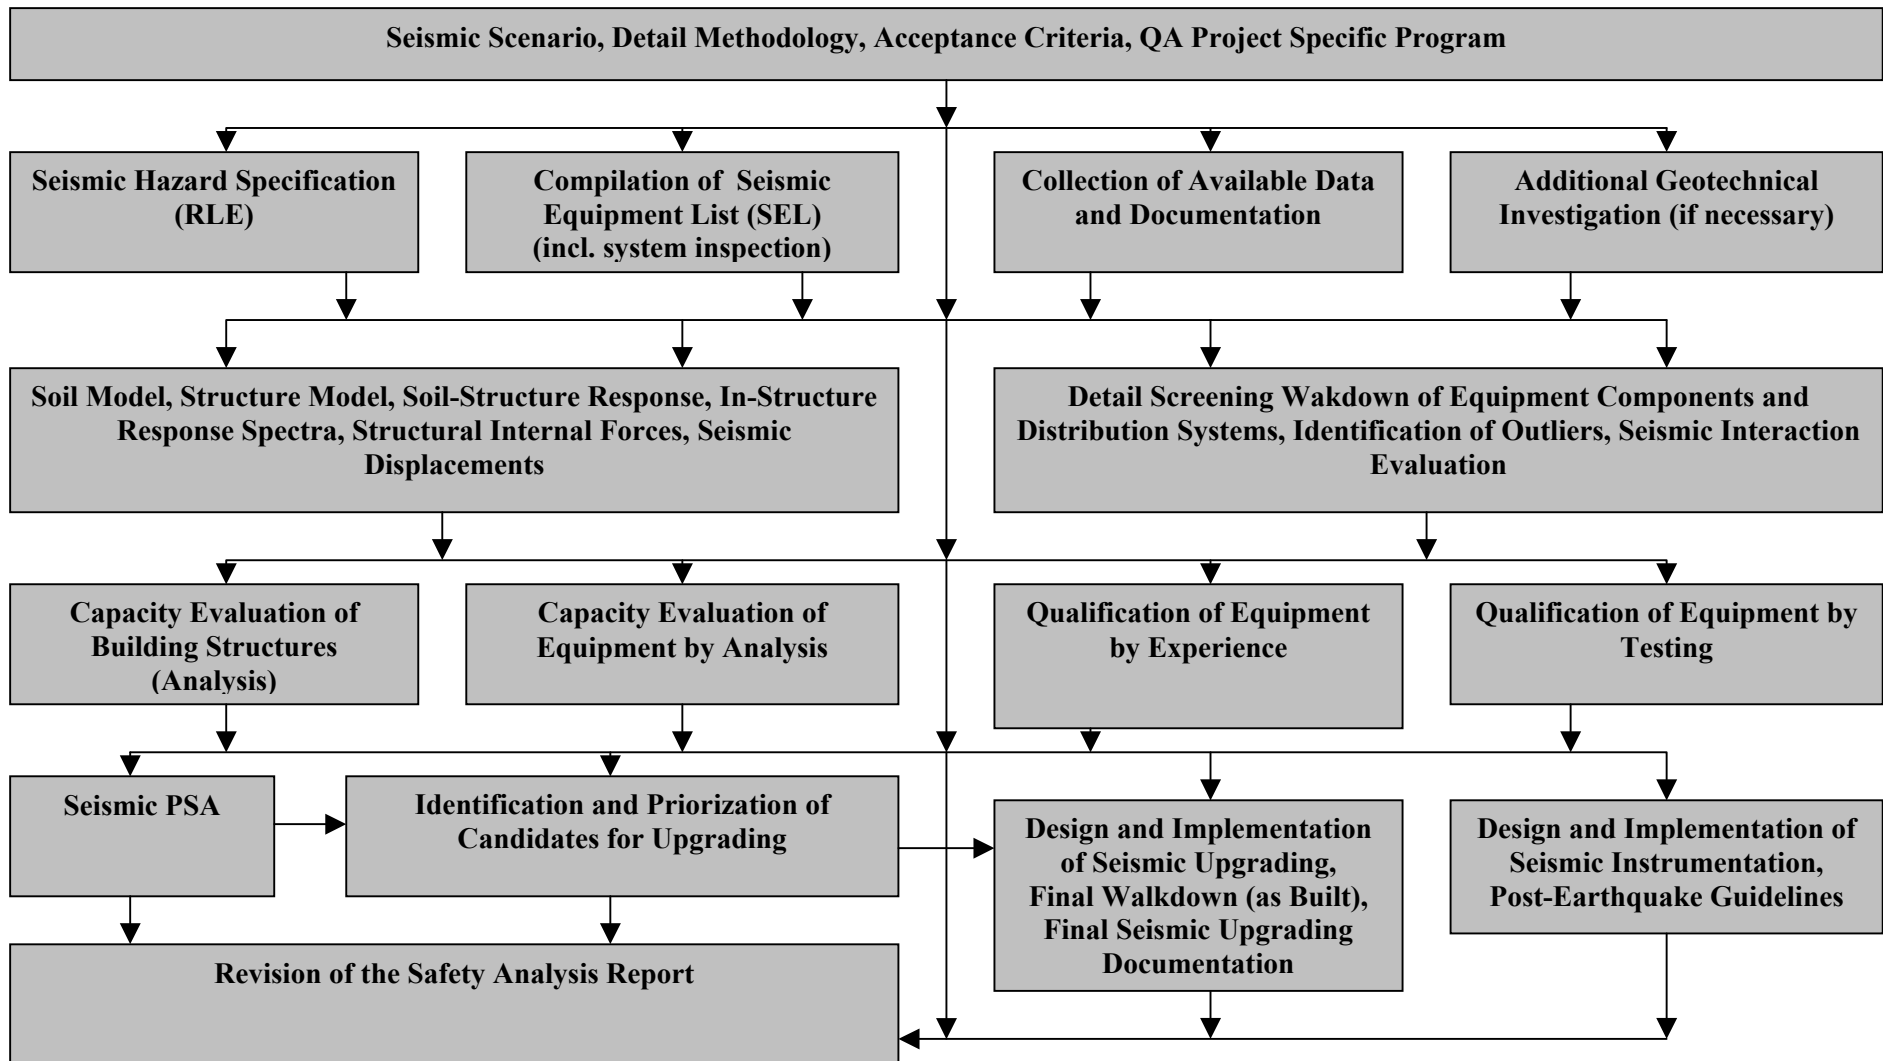 Seismic Scenario, Detail Methodology, Acceptance Criteria, QA Project Specific Program
Seismic Hazard Specification
(RLE)
Compilation of Seismic
Equipment List (SEL)
(incl. system inspection)
Collection of Available Data
and Documentation
Additional Geotechnical
Investigation (if necessary)
Soil Model, Structure Model, Soil-Structure Response, In-Structure
Response Spectra, Structural Internal Forces, Seismic
Displacements
Detail Screening Wakdown of Equipment Components and
Distribution Systems, Identification of Outliers, Seismic Interaction
Evaluation
Capacity Evaluation of
Building Structures
(Analysis)
Capacity Evaluation of
Equipment by Analysis
Qualification of Equipment
by Experience
Qualification of Equipment by
Testing
Seismic PSA
Identification and Priorization of
Candidates for Upgrading
Design and Implementation
of Seismic Upgrading,
Final Walkdown (as Built),
Final Seismic Upgrading
Documentation
Design and Implementation of
Seismic Instrumentation,
Post-Earthquake Guidelines
Revision of the Safety Analysis Report